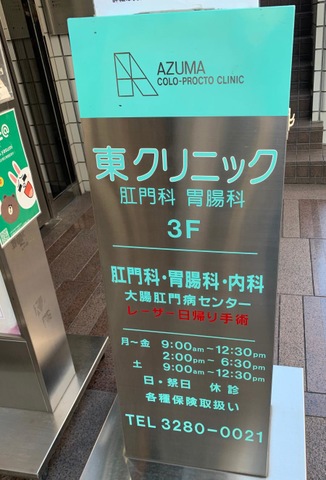 AZUMA
COLO-PROCTO CLINIC
東クリニック
肛門科 胃腸科
3F
肛門科・胃腸科・内科
大腸肛門病センター
レーザー日帰り手術
月〜金 9:00am〜12:30pm
2:00pm〜6:30pm
土 9:00am〜12:30pm
日・祭日 休診
各種保険取扱い
TEL 3280-0021